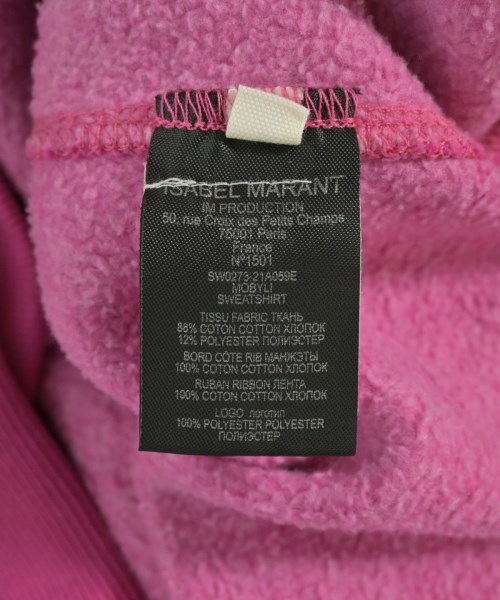 ISABEL MARANT
IM PRODUCTION
50, rue Croix des Petits Champs
75001 Paris
France
N°1501
SW0273-21A059E
MOBYLI
SWEATSHIRT
TISSU FABRIC ТКАНЬ
88% COTON COTTON ХЛОПОК
12% POLYESTER ПОЛИЭСТЕР
BORD CÔTE RIB МАНЖЕТЫ
100% COTON COTTON ХЛОПОК
RUBAN RIBBON ЛЕНТА
100% COTON COTTON ХЛОПОК
LOGO логотип
100% POLYESTER POLYESTER
ПОЛИЭСТЕР